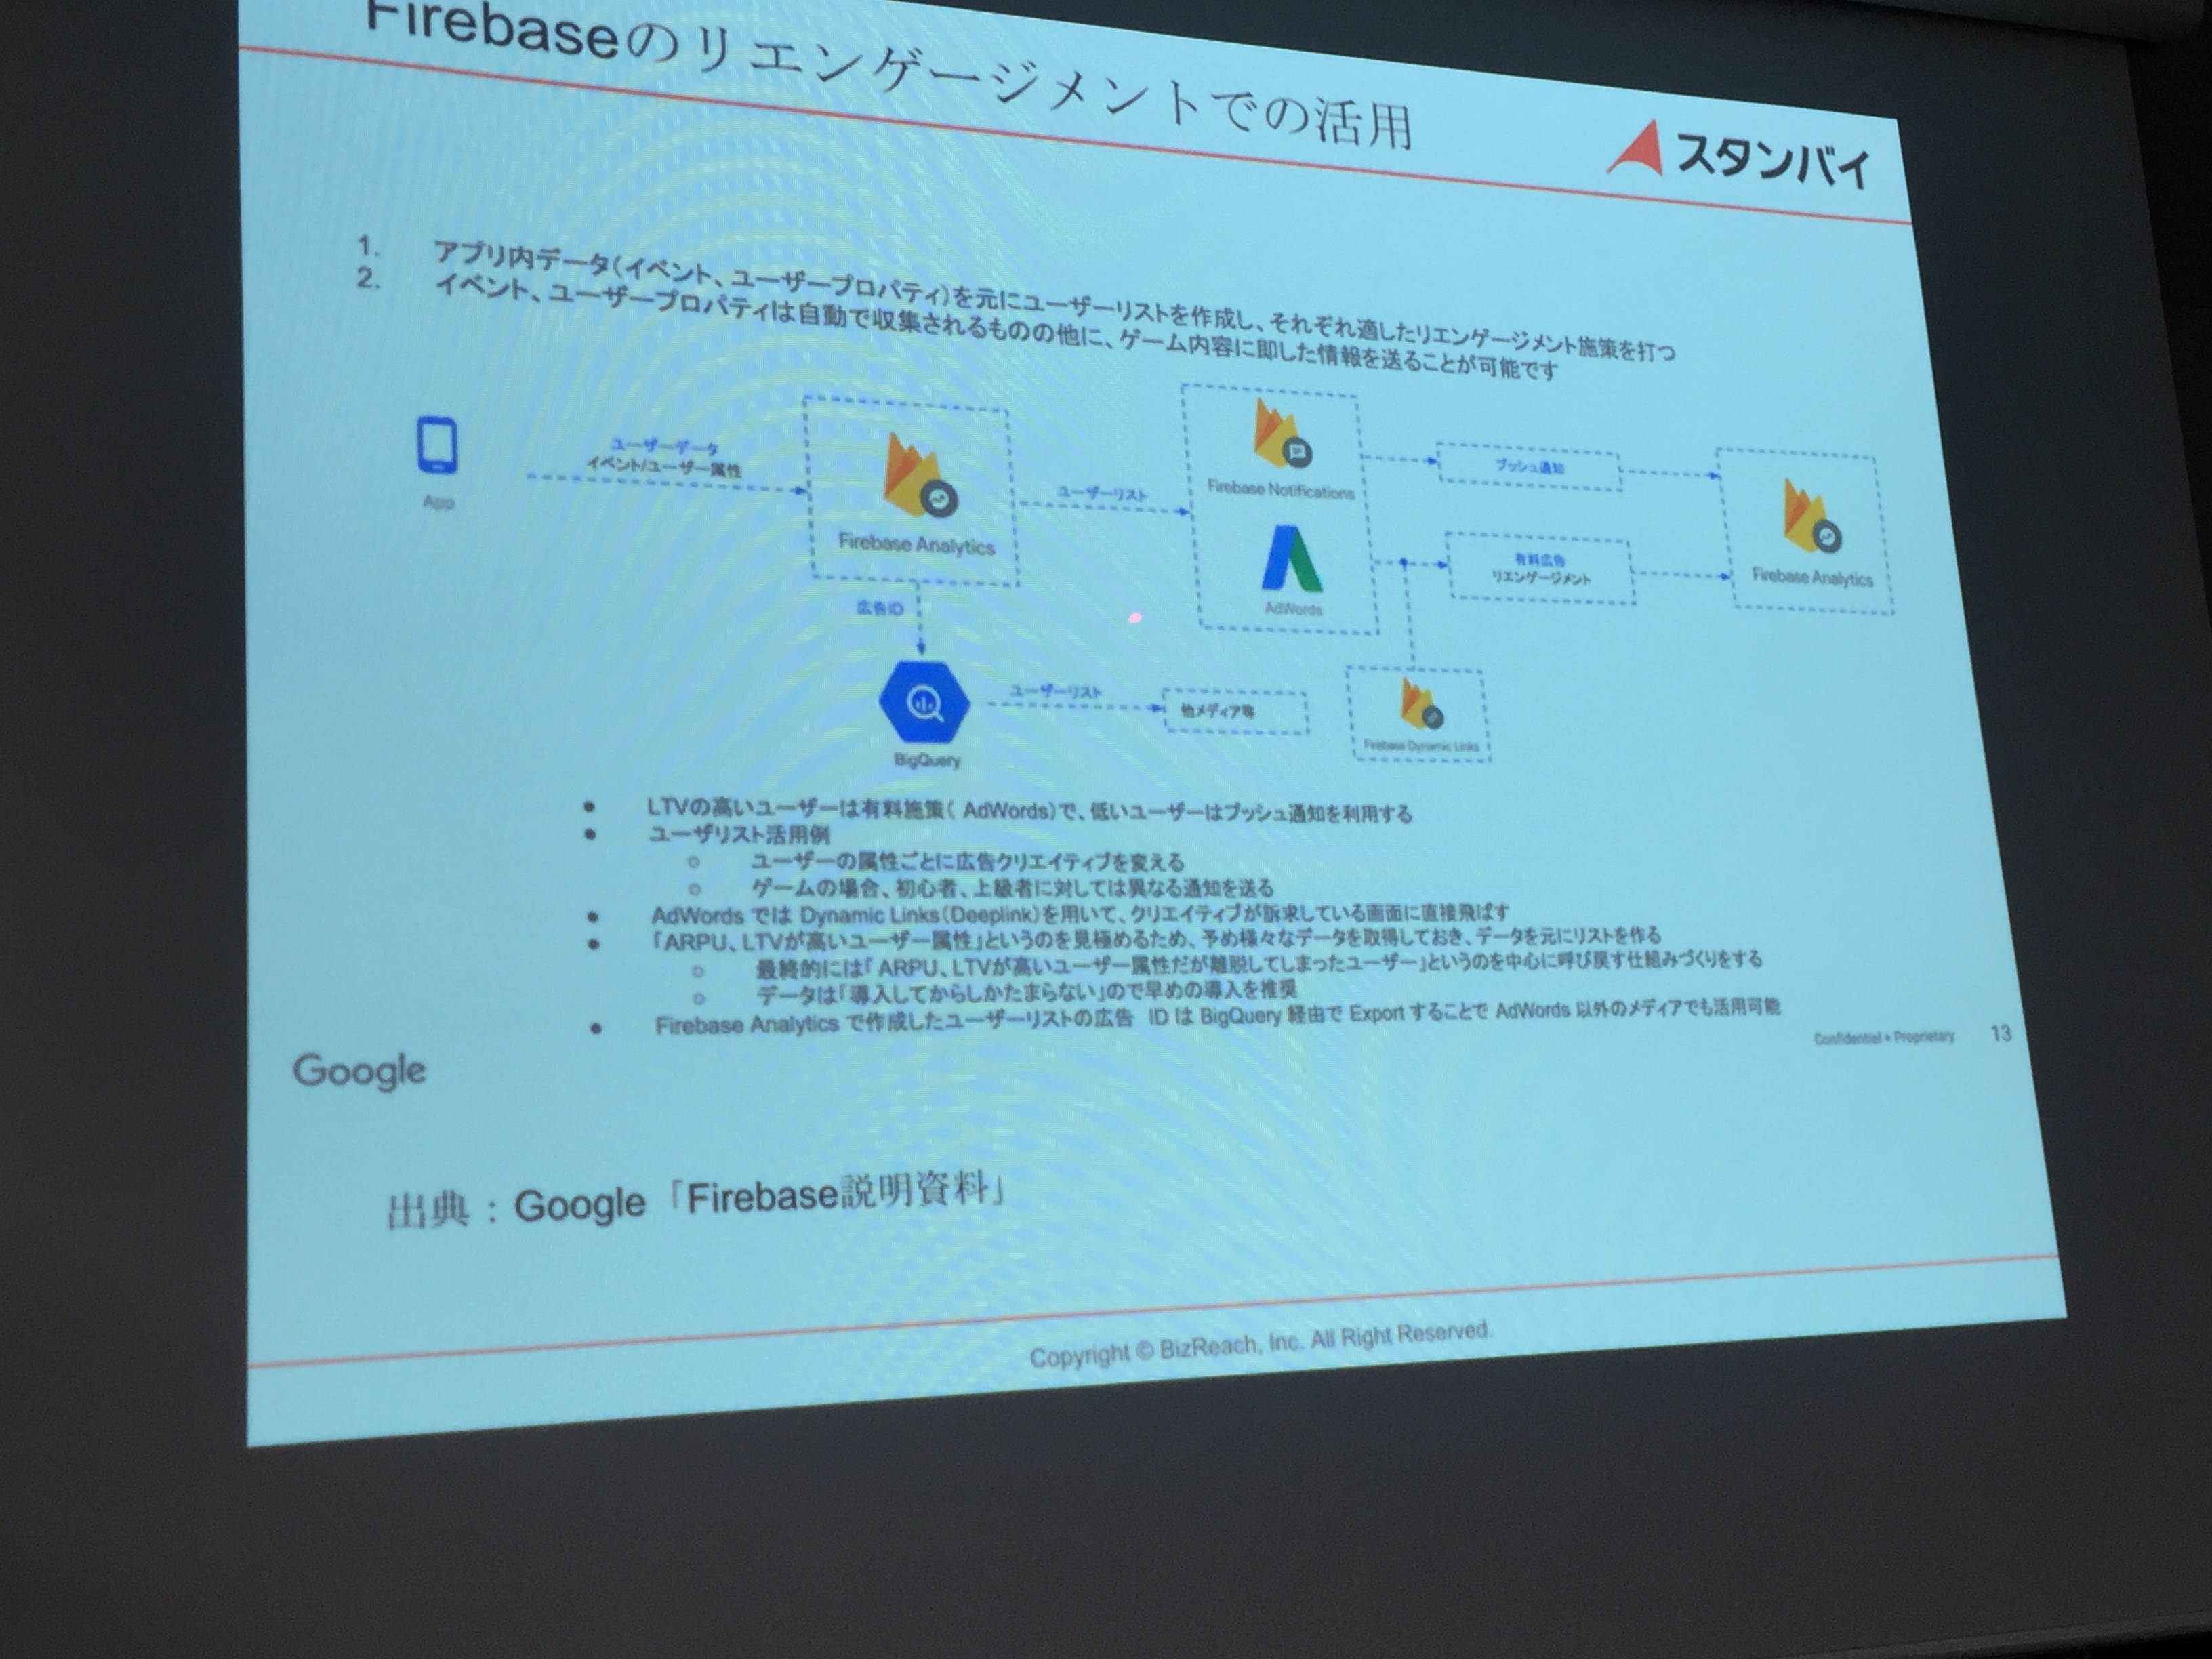 Firebaseのリエンゲージメントでの活用
スタンバイ
1. アプリ内データ(イベント、ユーザープロパティ)を元にユーザーリストを作成し、それぞれ適したリエンゲージメント施策を打つ
2. イベント、ユーザープロパティは自動で収集されるものの他に、ゲーム内容に即した情報を送ることが可能です
App
ユーザーデータ
イベント/ユーザー属性
Firebase Analytics
ユーザーリスト
Firebase Notifications
AdWords
プッシュ通知
有料広告
リエンゲージメント
Firebase Analytics
広告ID
BigQuery
ユーザーリスト
他メディア等
Firebase Dynamic Links
● LTVの高いユーザーは有料施策( AdWords)で、低いユーザーはプッシュ通知を利用する
● ユーザリスト活用例
○ ユーザーの属性ごとに広告クリエイティブを変える
○ ゲームの場合、初心者、上級者に対しては異なる通知を送る
● AdWords では Dynamic Links(Deeplink)を用いて、クリエイティブが訴求している画面に直接飛ばす
● 「ARPU、LTVが高いユーザー属性」というのを見極めるため、予め様々なデータを取得しておき、データを元にリストを作る
○ 最終的には「 ARPU、LTVが高いユーザー属性だが離脱してしまったユーザー」というのを中心に呼び戻す仕組みづくりをする
○ データは「導入してからしかたまらない」ので早めの導入を推奨
● Firebase Analytics で作成したユーザーリストの広告 ID は BigQuery 経由で Export することで AdWords 以外のメディアでも活用可能
Google
Confidential + Proprietary
13
出典：Google「Firebase説明資料」
Copyright © BizReach, Inc. All Right Reserved.